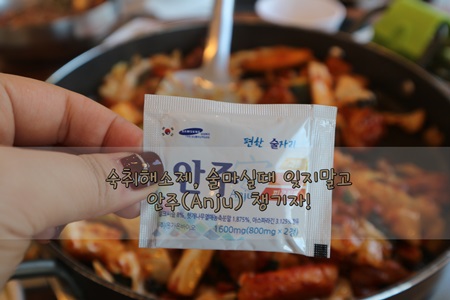 편한 술자리
안주
숙취해소제, 술마실때 잊지말고
안주(Anju) 챙기자!
1600mg(800mg × 2정)